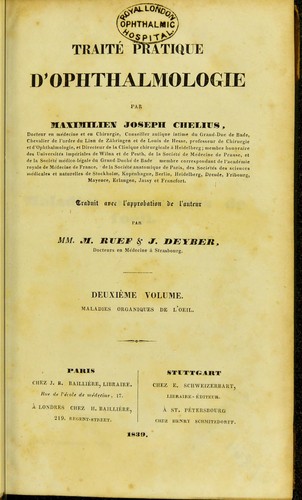 ROYAL LONDON
OPHTHALMIC
HOSPITAL.
TRAITÉ PRATIQUE
D'OPHTHALMOLOGIE
PAR
MAXIMILIEN JOSEPH CHELIUS,
Docteur en médecine et en Chirurgie, Conseiller aulique intime du Grand-Duc de Bade,
Chevalier de l'ordre du Lion de Zähringen et de Louis de Hesse, professeur de Chirurgie
et d'Ophthalmologie, et Directeur de la Clinique chirurgicale à Heidelberg; membre honoraire
des Universités impériales de Wilna et de Pesth, de la Société de Médecine de France, et
de la Société médico-légale du Grand Duché de Bade membre correspondant de l'académie
royale de Médecine de France, de la Société anatomique de Paris, des Sociétés des sciences
médicales et naturelles de Stockholm, Kopenhague, Berlin, Heidelberg, Dresde, Fribourg,
Mayence, Erlangen, Jassy et Francfort.
Traduit avec l'approbation de l'auteur
PAR
MM. M. RUEF & J. DEYBER,
Docteurs en Médecine à Strasbourg.
DEUXIÈME VOLUME.
MALADIES ORGANIQUES DE L'OEIL.
PARIS
CHEZ J. B. BAILLIÈRE, LIBRAIRE.
Rue de l'école de médecine, 17.
A LONDRES CHEZ H. BAILLIÈRE,
219. REGENT-STREET.
STUTTGART
CHEZ E. SCHWEIZERBART,
LIBRAIRE-ÉDITEUR.
A ST. PÉTERSBOURG
CHEZ HENRY SCHMITSDORFF.
1839.